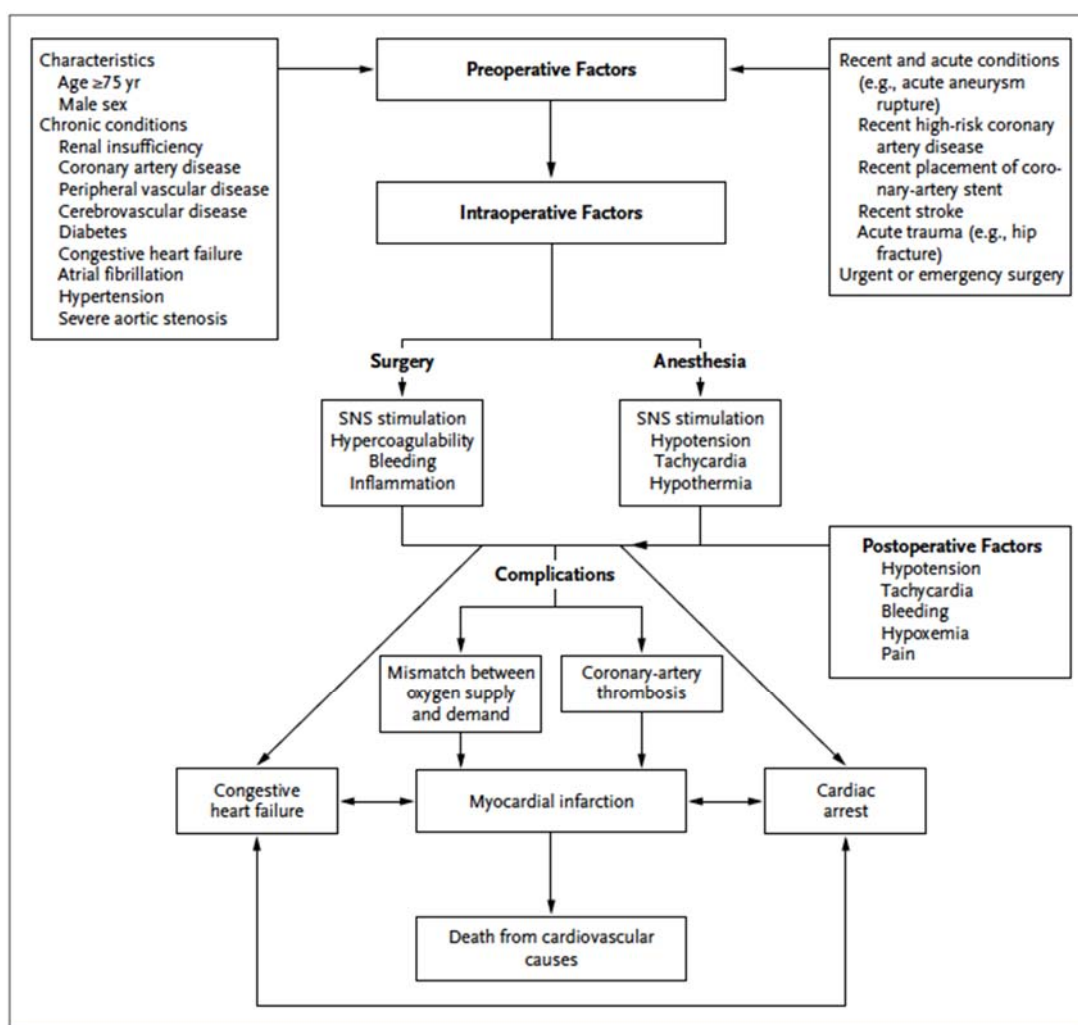 Characteristics
Age ≥75 yr
Male sex
Chronic conditions
Renal insufficiency
Coronary artery disease
Peripheral vascular disease
Cerebrovascular disease
Diabetes
Congestive heart failure
Atrial fibrillation
Hypertension
Severe aortic stenosis
Preoperative Factors
Recent and acute conditions
(e.g., acute aneurysm
rupture)
Recent high-risk coronary
artery disease
Recent placement of coro-
nary-artery stent
Recent stroke
Acute trauma (e.g., hip
fracture)
Urgent or emergency surgery
Intraoperative Factors
Surgery
Anesthesia
SNS stimulation
Hypercoagulability
Bleeding
Inflammation
SNS stimulation
Hypotension
Tachycardia
Hypothermia
Postoperative Factors
Hypotension
Tachycardia
Bleeding
Hypoxemia
Pain
Complications
Mismatch between
oxygen supply
and demand
Coronary-artery
thrombosis
Congestive
heart failure
Myocardial infarction
Cardiac
arrest
Death from cardiovascular
causes